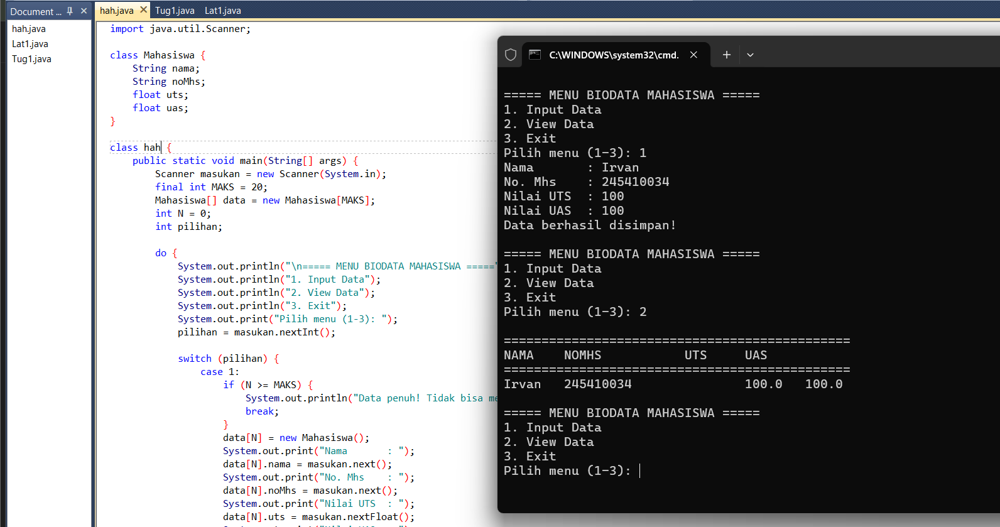 Document ...
hah.java
Lat1.java
Tug1.java
hah.java Tug1.java Lat1.java
import java.util.Scanner;
class Mahasiswa {
String nama;
String noMhs;
float uts;
float uas;
}
class hah {
public static void main(String[] args) {
Scanner masukan = new Scanner(System.in);
final int MAKS = 20;
Mahasiswa[] data = new Mahasiswa[MAKS];
int N = 0;
int pilihan;
do {
System.out.println("\n===== MENU BIODATA MAHASISWA ====="
System.out.println("1. Input Data");
System.out.println("2. View Data");
System.out.println("3. Exit");
System.out.print("Pilih menu (1-3): ");
pilihan = masukan.nextInt();
switch (pilihan) {
case 1:
if (N >= MAKS) {
System.out.println("Data penuh! Tidak bisa me
break;
}
data[N] = new Mahasiswa();
System.out.print("Nama       : ");
data[N].nama = masukan.next();
System.out.print("No. Mhs    : ");
data[N].noMhs = masukan.next();
System.out.print("Nilai UTS  : ");
data[N].uts = masukan.nextFloat();
C:\WINDOWS\system32\cmd.
===== MENU BIODATA MAHASISWA =====
1. Input Data
2. View Data
3. Exit
Pilih menu (1-3): 1
Nama       : Irvan
No. Mhs    : 245410034
Nilai UTS  : 100
Nilai UAS  : 100
Data berhasil disimpan!
===== MENU BIODATA MAHASISWA =====
1. Input Data
2. View Data
3. Exit
Pilih menu (1-3): 2
==============================================
NAMA    NOMHS           UTS     UAS
==============================================
Irvan   245410034               100.0   100.0
===== MENU BIODATA MAHASISWA =====
1. Input Data
2. View Data
3. Exit
Pilih menu (1-3):